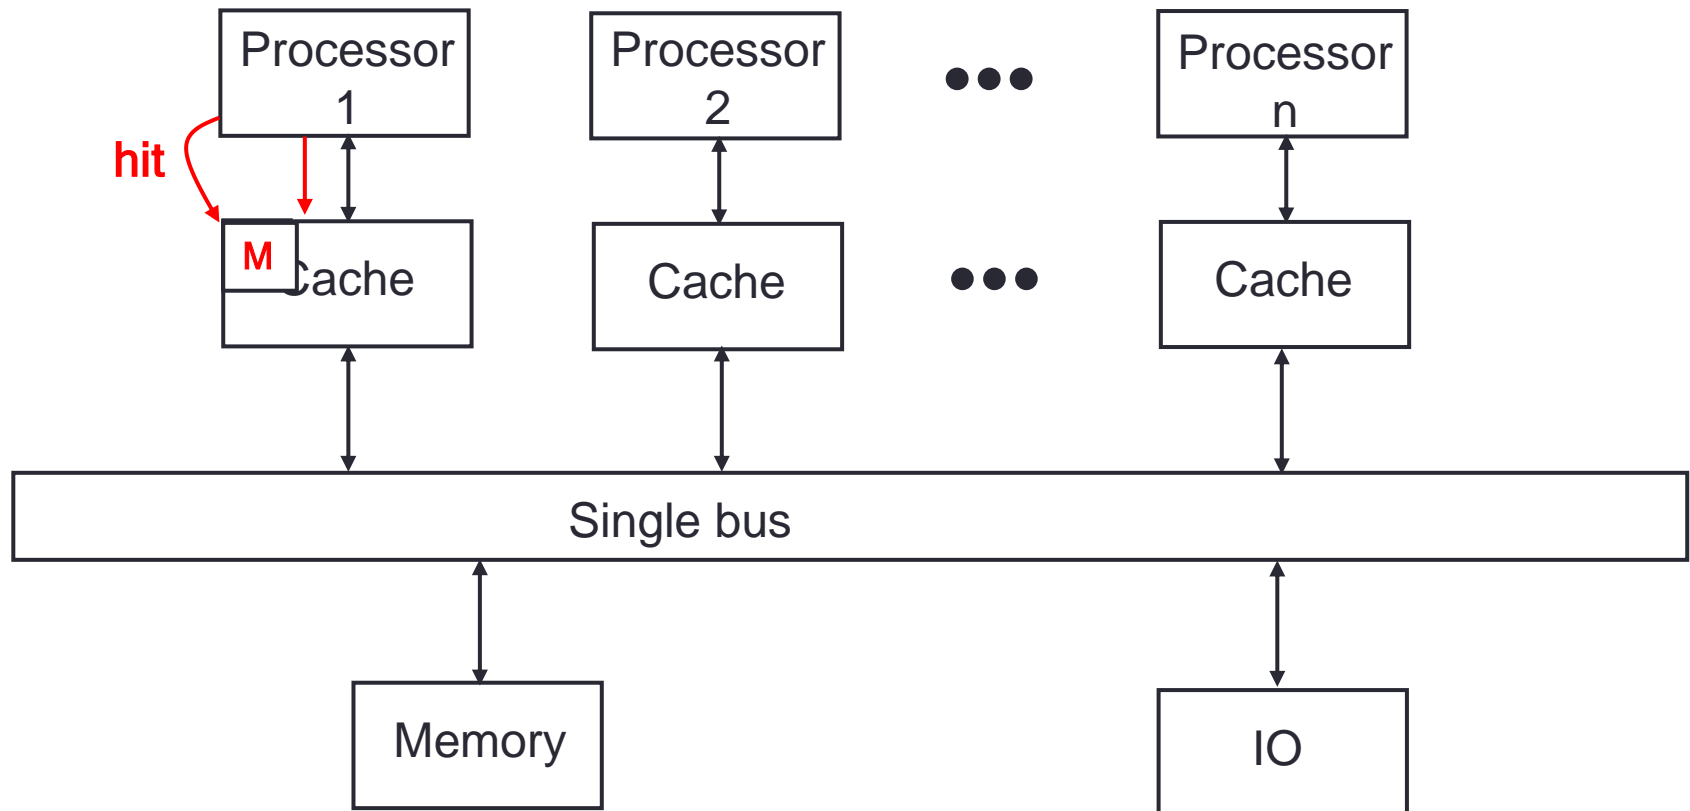 Processor
1
Processor
2
Processor
n
hit
M
Cache
Cache
Cache
Single bus
Memory
IO